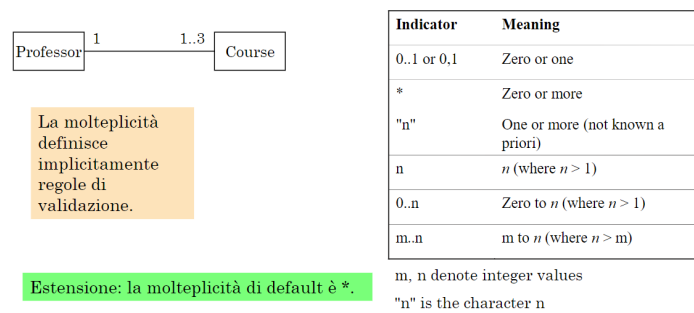 Professor 1 1..3 Course
La molteplicità
definisce
implicitamente
regole di
validazione.
Estensione: la molteplicità di default è *.
Indicator Meaning
0..1 or 0,1 Zero or one
* Zero or more
"n" One or more (not known a
priori)
n n (where n > 1)
0..n Zero to n (where n > 1)
m..n m to n (where n > m)
m, n denote integer values
"n" is the character n